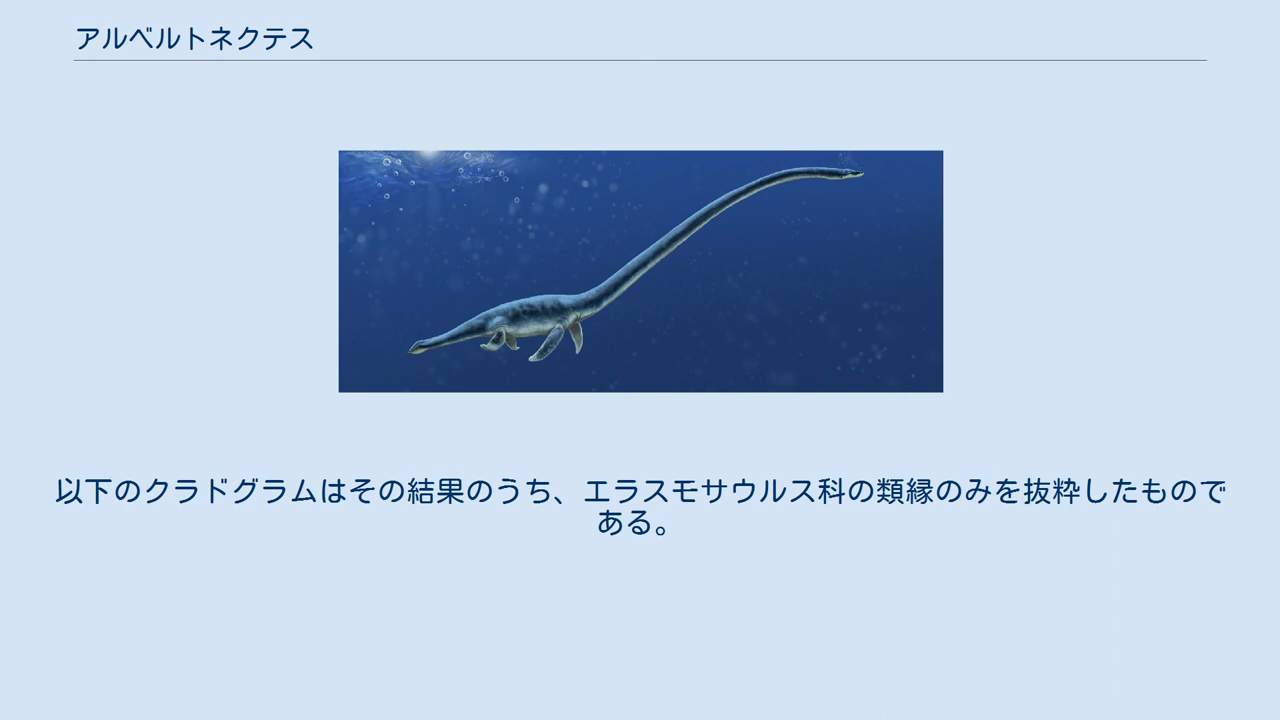 アルベルトネクテス
以下のクラドグラムはその結果のうち、エラスモサウルス科の類縁のみを抜粋したもので
ある。